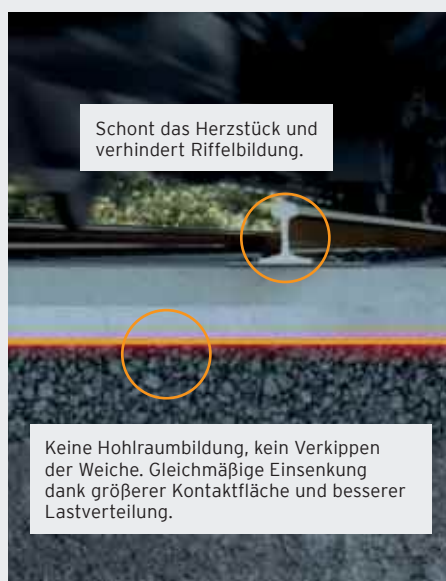 Schont das Herzstück und
verhindert Riffelbildung.
Keine Hohlraumbildung, kein Verkippen
der Weiche. Gleichmäßige Einsenkung
dank größerer Kontaktfläche und besserer
Lastverteilung.